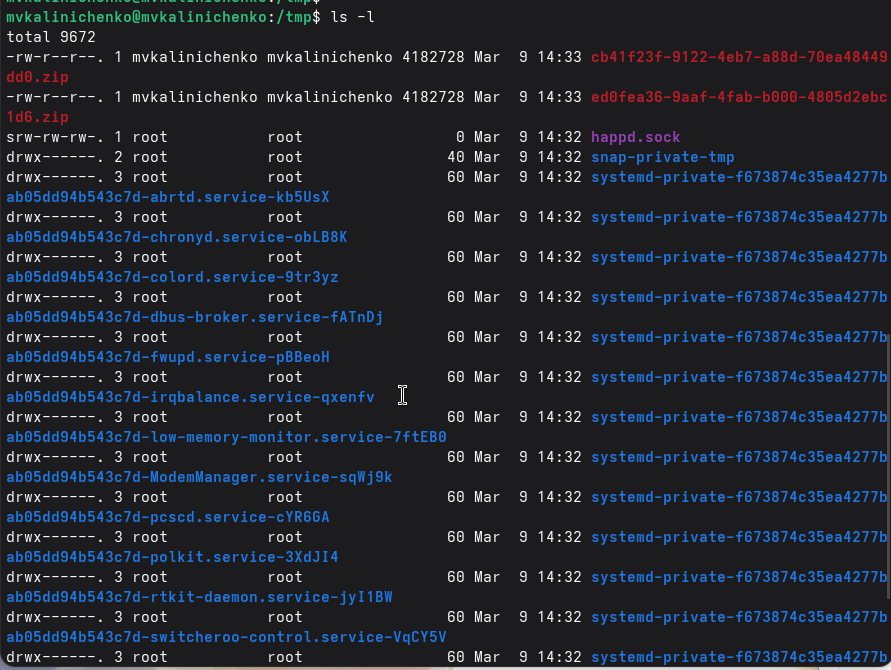 mvkalinichenko@mvkalinichenko:/tmp$ ls -l
total 9672
-rw-r--r--. 1 mvkalinichenko mvkalinichenko 4182728 Mar  9 14:33 cb41f23f-9122-4eb7-a88d-70ea48449
dd0.zip
-rw-r--r--. 1 mvkalinichenko mvkalinichenko 4182728 Mar  9 14:33 ed0fea36-9aaf-4fab-b000-4805d2ebc
1d6.zip
srw-rw-rw-. 1 root           root                 0 Mar  9 14:32 happd.sock
drwx------. 2 root           root                40 Mar  9 14:32 snap-private-tmp
drwx------. 3 root           root                60 Mar  9 14:32 systemd-private-f673874c35ea4277b
ab05dd94b543c7d-abrtd.service-kb5UsX
drwx------. 3 root           root                60 Mar  9 14:32 systemd-private-f673874c35ea4277b
ab05dd94b543c7d-chronyd.service-obLB8K
drwx------. 3 root           root                60 Mar  9 14:32 systemd-private-f673874c35ea4277b
ab05dd94b543c7d-colord.service-9tr3yz
drwx------. 3 root           root                60 Mar  9 14:32 systemd-private-f673874c35ea4277b
ab05dd94b543c7d-dbus-broker.service-fATnDj
drwx------. 3 root           root                60 Mar  9 14:32 systemd-private-f673874c35ea4277b
ab05dd94b543c7d-fwupd.service-pBBeoH
drwx------. 3 root           root                60 Mar  9 14:32 systemd-private-f673874c35ea4277b
ab05dd94b543c7d-irqbalance.service-qxenfv
drwx------. 3 root           root                60 Mar  9 14:32 systemd-private-f673874c35ea4277b
ab05dd94b543c7d-low-memory-monitor.service-7ftEB0
drwx------. 3 root           root                60 Mar  9 14:32 systemd-private-f673874c35ea4277b
ab05dd94b543c7d-ModemManager.service-sqWj9k
drwx------. 3 root           root                60 Mar  9 14:32 systemd-private-f673874c35ea4277b
ab05dd94b543c7d-pcscd.service-cYR6GA
drwx------. 3 root           root                60 Mar  9 14:32 systemd-private-f673874c35ea4277b
ab05dd94b543c7d-polkit.service-3XdJI4
drwx------. 3 root           root                60 Mar  9 14:32 systemd-private-f673874c35ea4277b
ab05dd94b543c7d-rtkit-daemon.service-jyI1BW
drwx------. 3 root           root                60 Mar  9 14:32 systemd-private-f673874c35ea4277b
ab05dd94b543c7d-switcheroo-control.service-VqCY5V
drwx------. 3 root           root                60 Mar  9 14:32 systemd-private-f673874c35ea4277b